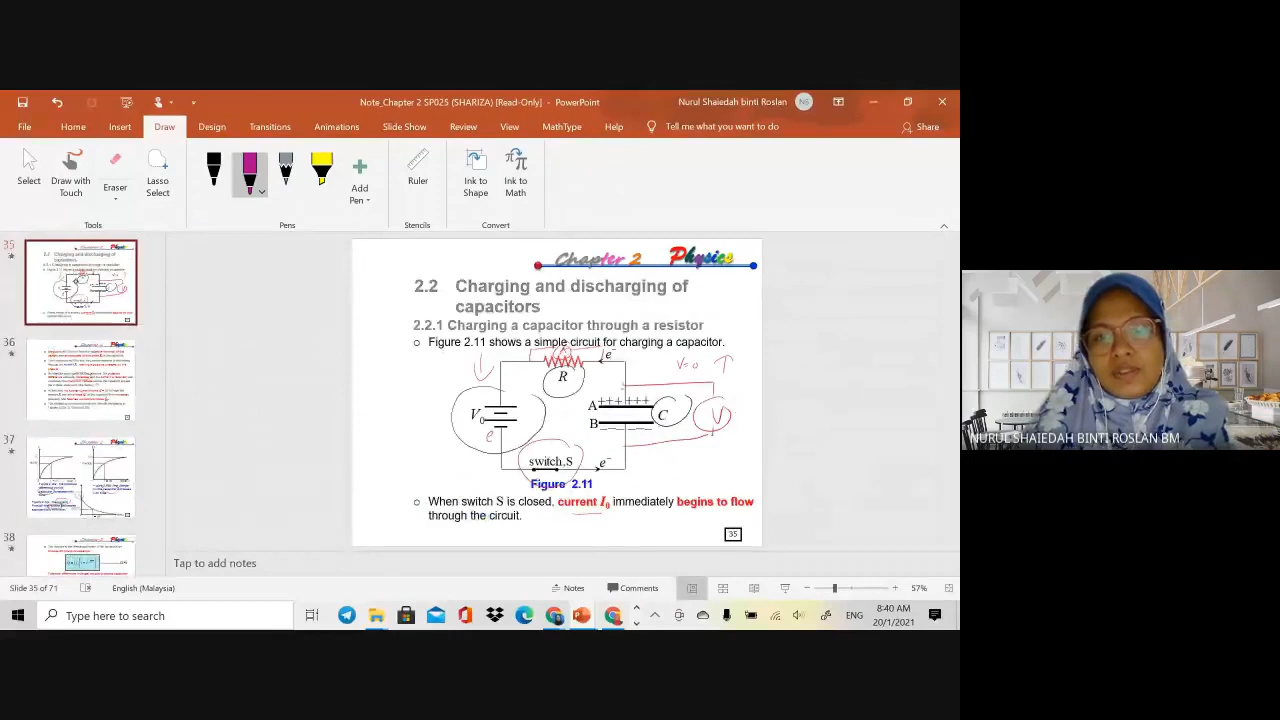 Note_Chapter 2 SP025 (SHARIZA) [Read-Only] - PowerPoint
Nurul Shaiedah binti Roslan
NS
File Home Insert Draw Design Transitions Animations Slide Show Review View MathType Help Tell me what you want to do Share
Select
Draw with Touch
Eraser
Lasso Select
Add Pen
Ruler
Ink to Shape
Ink to Math
Tools Pens Stencils Convert
35
36
37
38
Chapter 2 Physics
2.2 Charging and discharging of
capacitors
2.2.1 Charging a capacitor through a resistor
Figure 2.11 shows a simple circuit for charging a capacitor.
e⁻
V=0
R
A
B
C
V
V₀
e
switch,S
e⁻
Figure 2.11
When switch S is closed, current I₀ immediately begins to flow
through the circuit.
35
Tap to add notes
Slide 35 of 71 English (Malaysia) Notes Comments 57%
Type here to search
ENG
8:40 AM
20/1/2021
NURUL SHAIEDAH BINTI ROSLAN BM